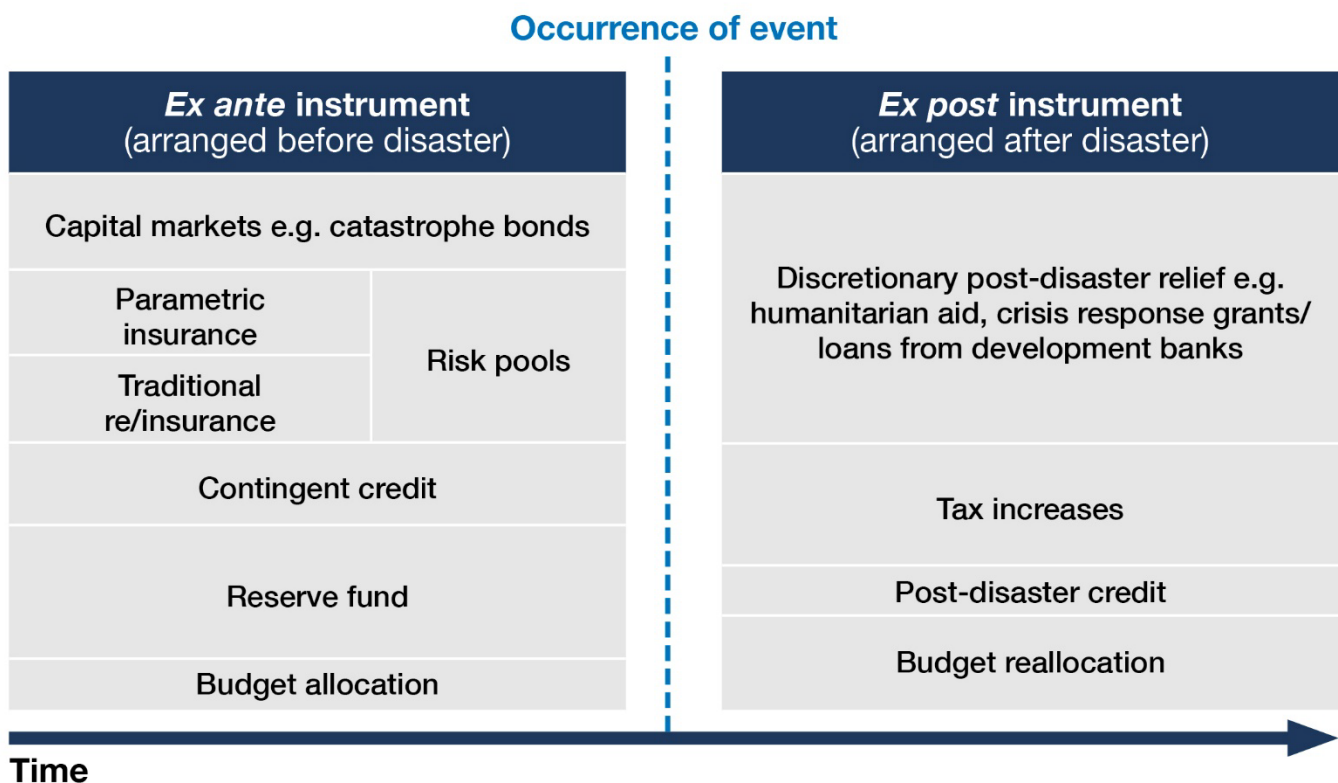 Occurrence of event
Ex ante instrument
(arranged before disaster)
Capital markets e.g. catastrophe bonds
Parametric
insurance
Traditional
re/insurance
Risk pools
Contingent credit
Reserve fund
Budget allocation
Ex post instrument
(arranged after disaster)
Discretionary post-disaster relief e.g.
humanitarian aid, crisis response grants/
loans from development banks
Tax increases
Post-disaster credit
Budget reallocation
Time